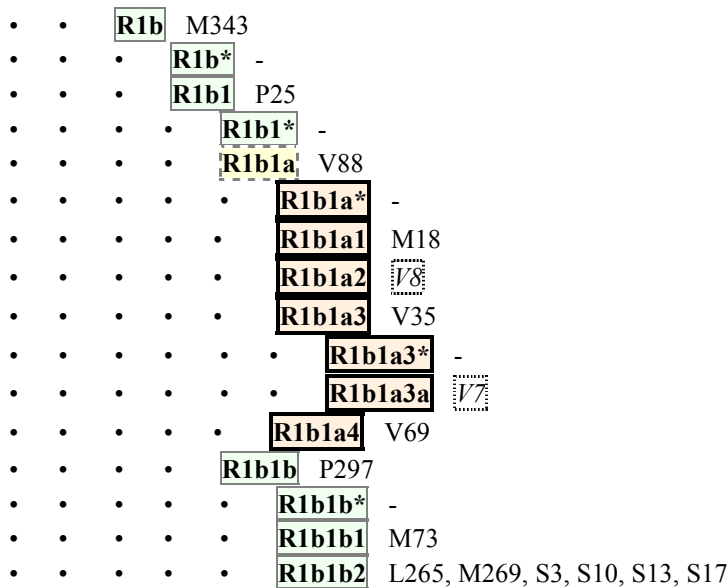 • • R1b M343
• • • R1b* -
• • • R1b1 P25
• • • • R1b1* -
• • • • R1b1a V88
• • • • • R1b1a* -
• • • • • R1b1a1 M18
• • • • • R1b1a2 V8
• • • • • R1b1a3 V35
• • • • • • R1b1a3* -
• • • • • • R1b1a3a V7
• • • • • R1b1a4 V69
• • • • R1b1b P297
• • • • • R1b1b* -
• • • • • R1b1b1 M73
• • • • • R1b1b2 L265, M269, S3, S10, S13, S17